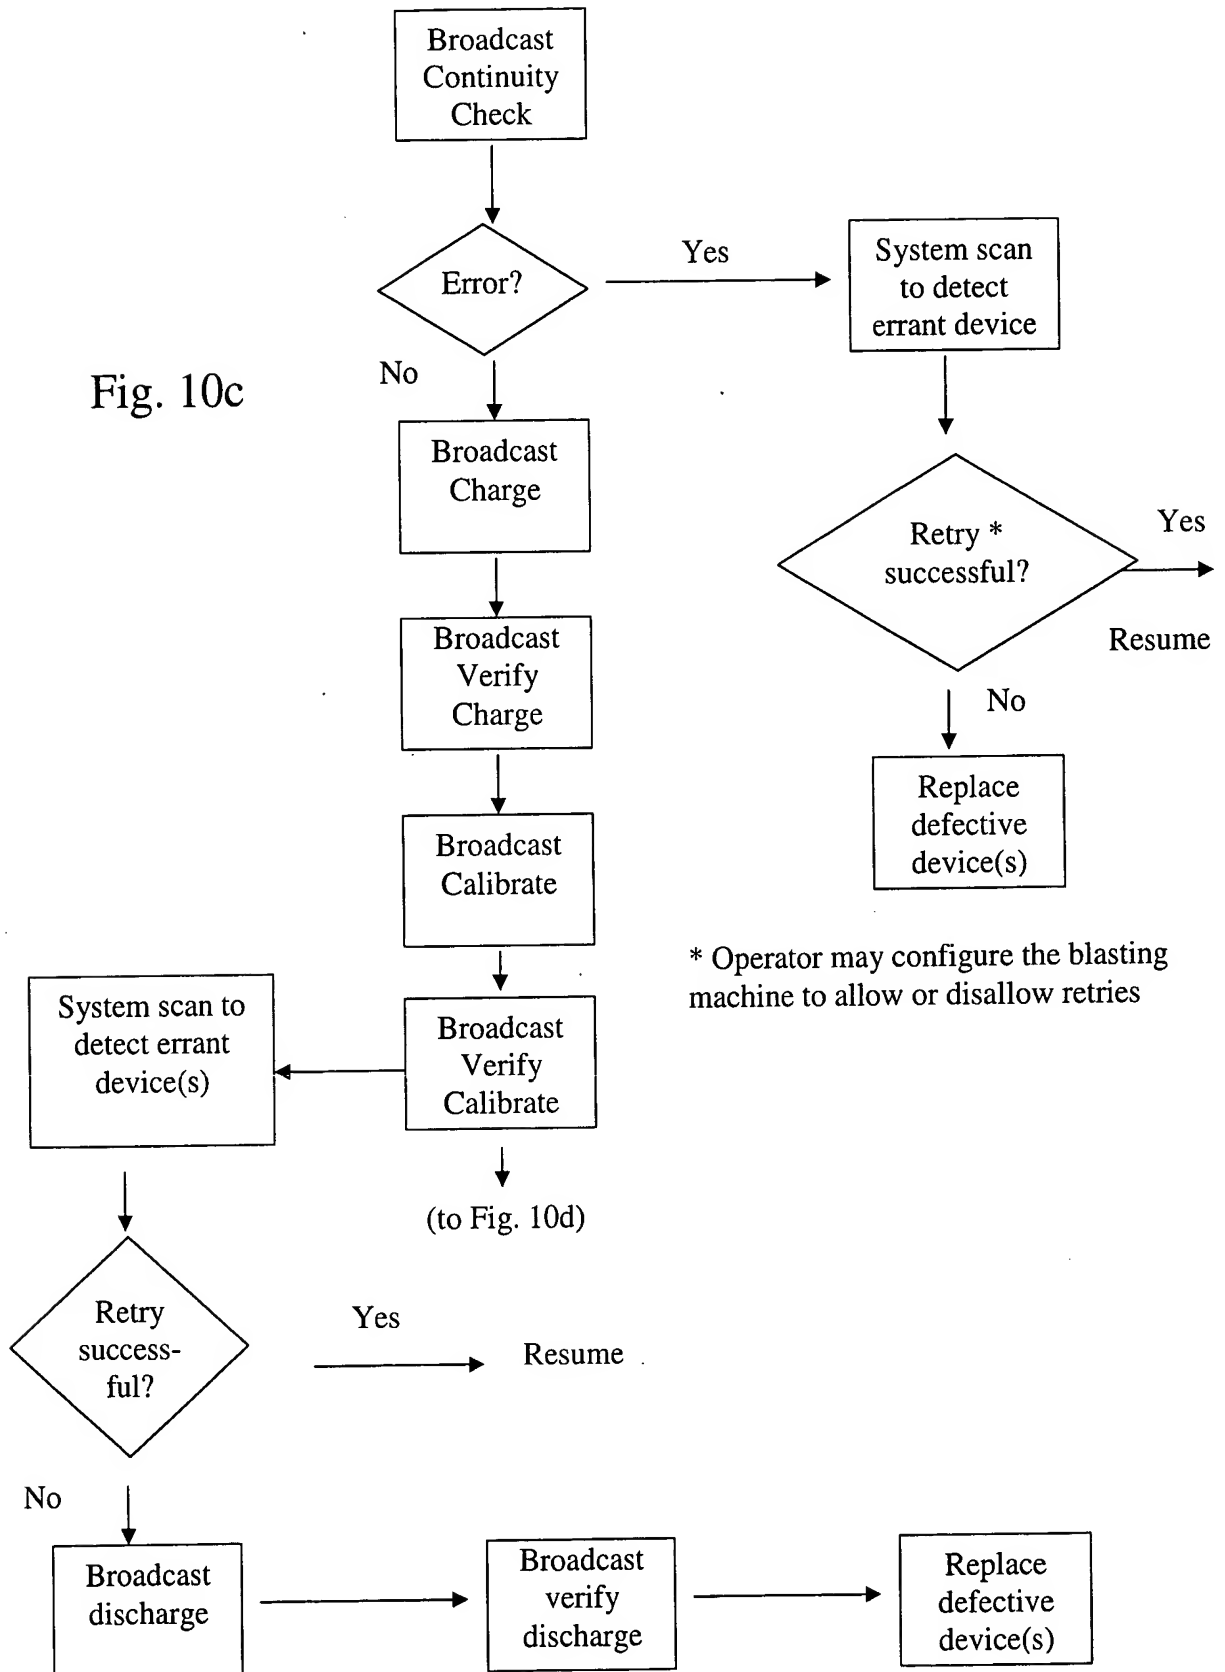 Broadcast
Continuity
Check
Error?
Yes
System scan
to detect
errant device
No
Fig. 10c
Broadcast
Charge
Retry *
successful?
Yes
Resume
Broadcast
Verify
Charge
No
Replace
defective
device(s)
Broadcast
Calibrate
* Operator may configure the blasting
machine to allow or disallow retries
System scan to
detect errant
device(s)
Broadcast
Verify
Calibrate
(to Fig. 10d)
Retry
success-
ful?
Yes
Resume
No
Broadcast
discharge
Broadcast
verify
discharge
Replace
defective
device(s)